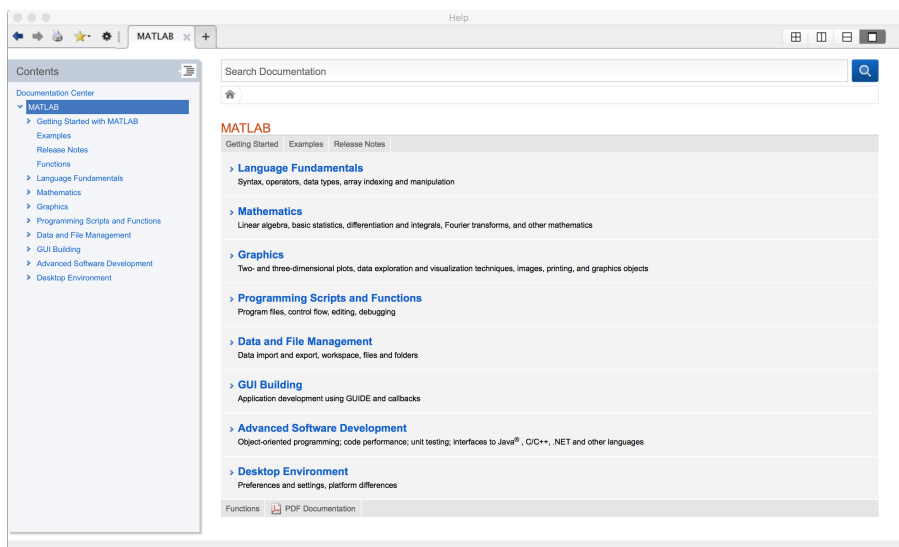 Help
MATLAB
Contents
Documentation Center
MATLAB
Getting Started with MATLAB
Examples
Release Notes
Functions
Language Fundamentals
Mathematics
Graphics
Programming Scripts and Functions
Data and File Management
GUI Building
Advanced Software Development
Desktop Environment
Search Documentation
MATLAB
Getting Started Examples Release Notes
Language Fundamentals
Syntax, operators, data types, array indexing and manipulation
Mathematics
Linear algebra, basic statistics, differentiation and integrals, Fourier transforms, and other mathematics
Graphics
Two- and three-dimensional plots, data exploration and visualization techniques, images, printing, and graphics objects
Programming Scripts and Functions
Program files, control flow, editing, debugging
Data and File Management
Data import and export, workspace, files and folders
GUI Building
Application development using GUIDE and callbacks
Advanced Software Development
Object-oriented programming; code performance; unit testing; interfaces to Java® , C/C++, .NET and other languages
Desktop Environment
Preferences and settings, platform differences
Functions PDF Documentation